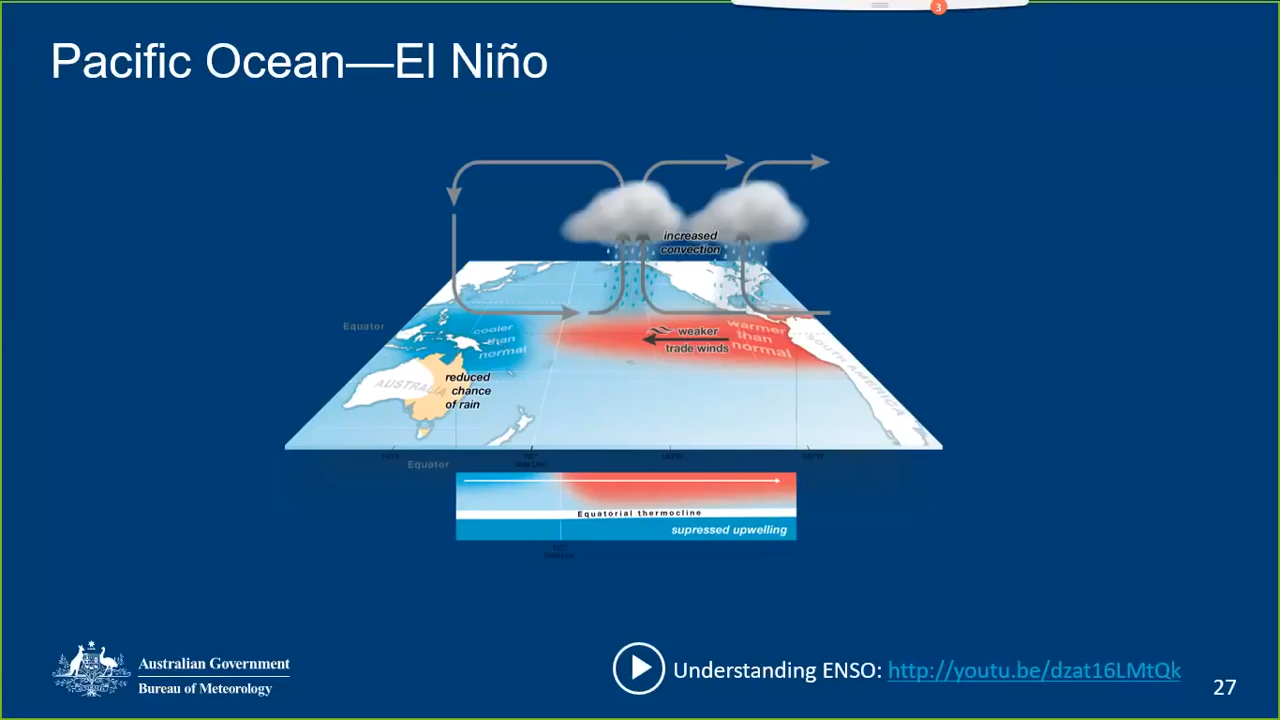 3
Pacific Ocean—El Niño
increased
convection
Equator
cooler
than
normal
weaker
trade winds
warmer
than
normal
AUSTRALIA
reduced
chance
of rain
SOUTH AMERICA
Equator
Equatorial thermocline
supressed upwelling
Australian Government
Bureau of Meteorology
Understanding ENSO: http://youtu.be/dzat16LMtQk
27